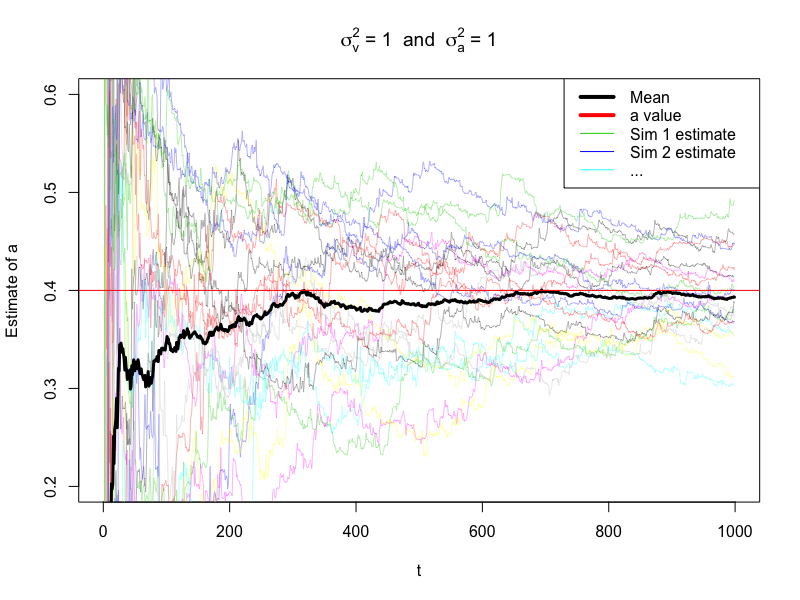 σ²ᵥ = 1 and σ²ₐ = 1
Mean
a value
Sim 1 estimate
Sim 2 estimate
...
Estimate of a
0.6
0.5
0.4
0.3
0.2
0 200 400 600 800 1000
t